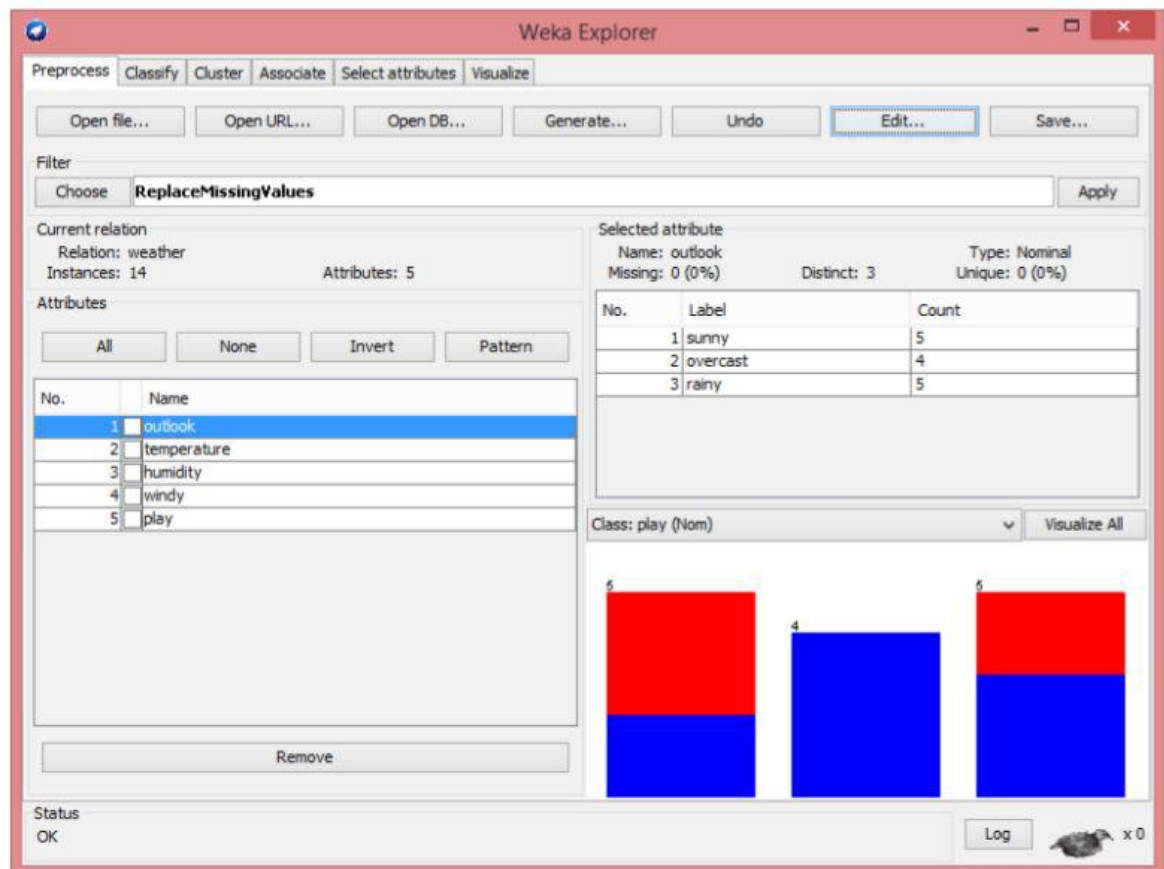 Weka Explorer
Preprocess Classify Cluster Associate Select attributes Visualize
Open file... Open URL... Open DB... Generate... Undo Edit... Save...
Filter
Choose ReplaceMissingValues Apply
Current relation
Relation: weather
Instances: 14 Attributes: 5
Selected attribute
Name: outlook Type: Nominal
Missing: 0 (0%) Distinct: 3 Unique: 0 (0%)
No. Label Count
1 sunny 5
2 overcast 4
3 rainy 5
Attributes
All None Invert Pattern
No. Name
1 outlook
2 temperature
3 humidity
4 windy
5 play
Remove
Class: play (Nom) Visualize All
5 4 5
Status
OK
Log x 0